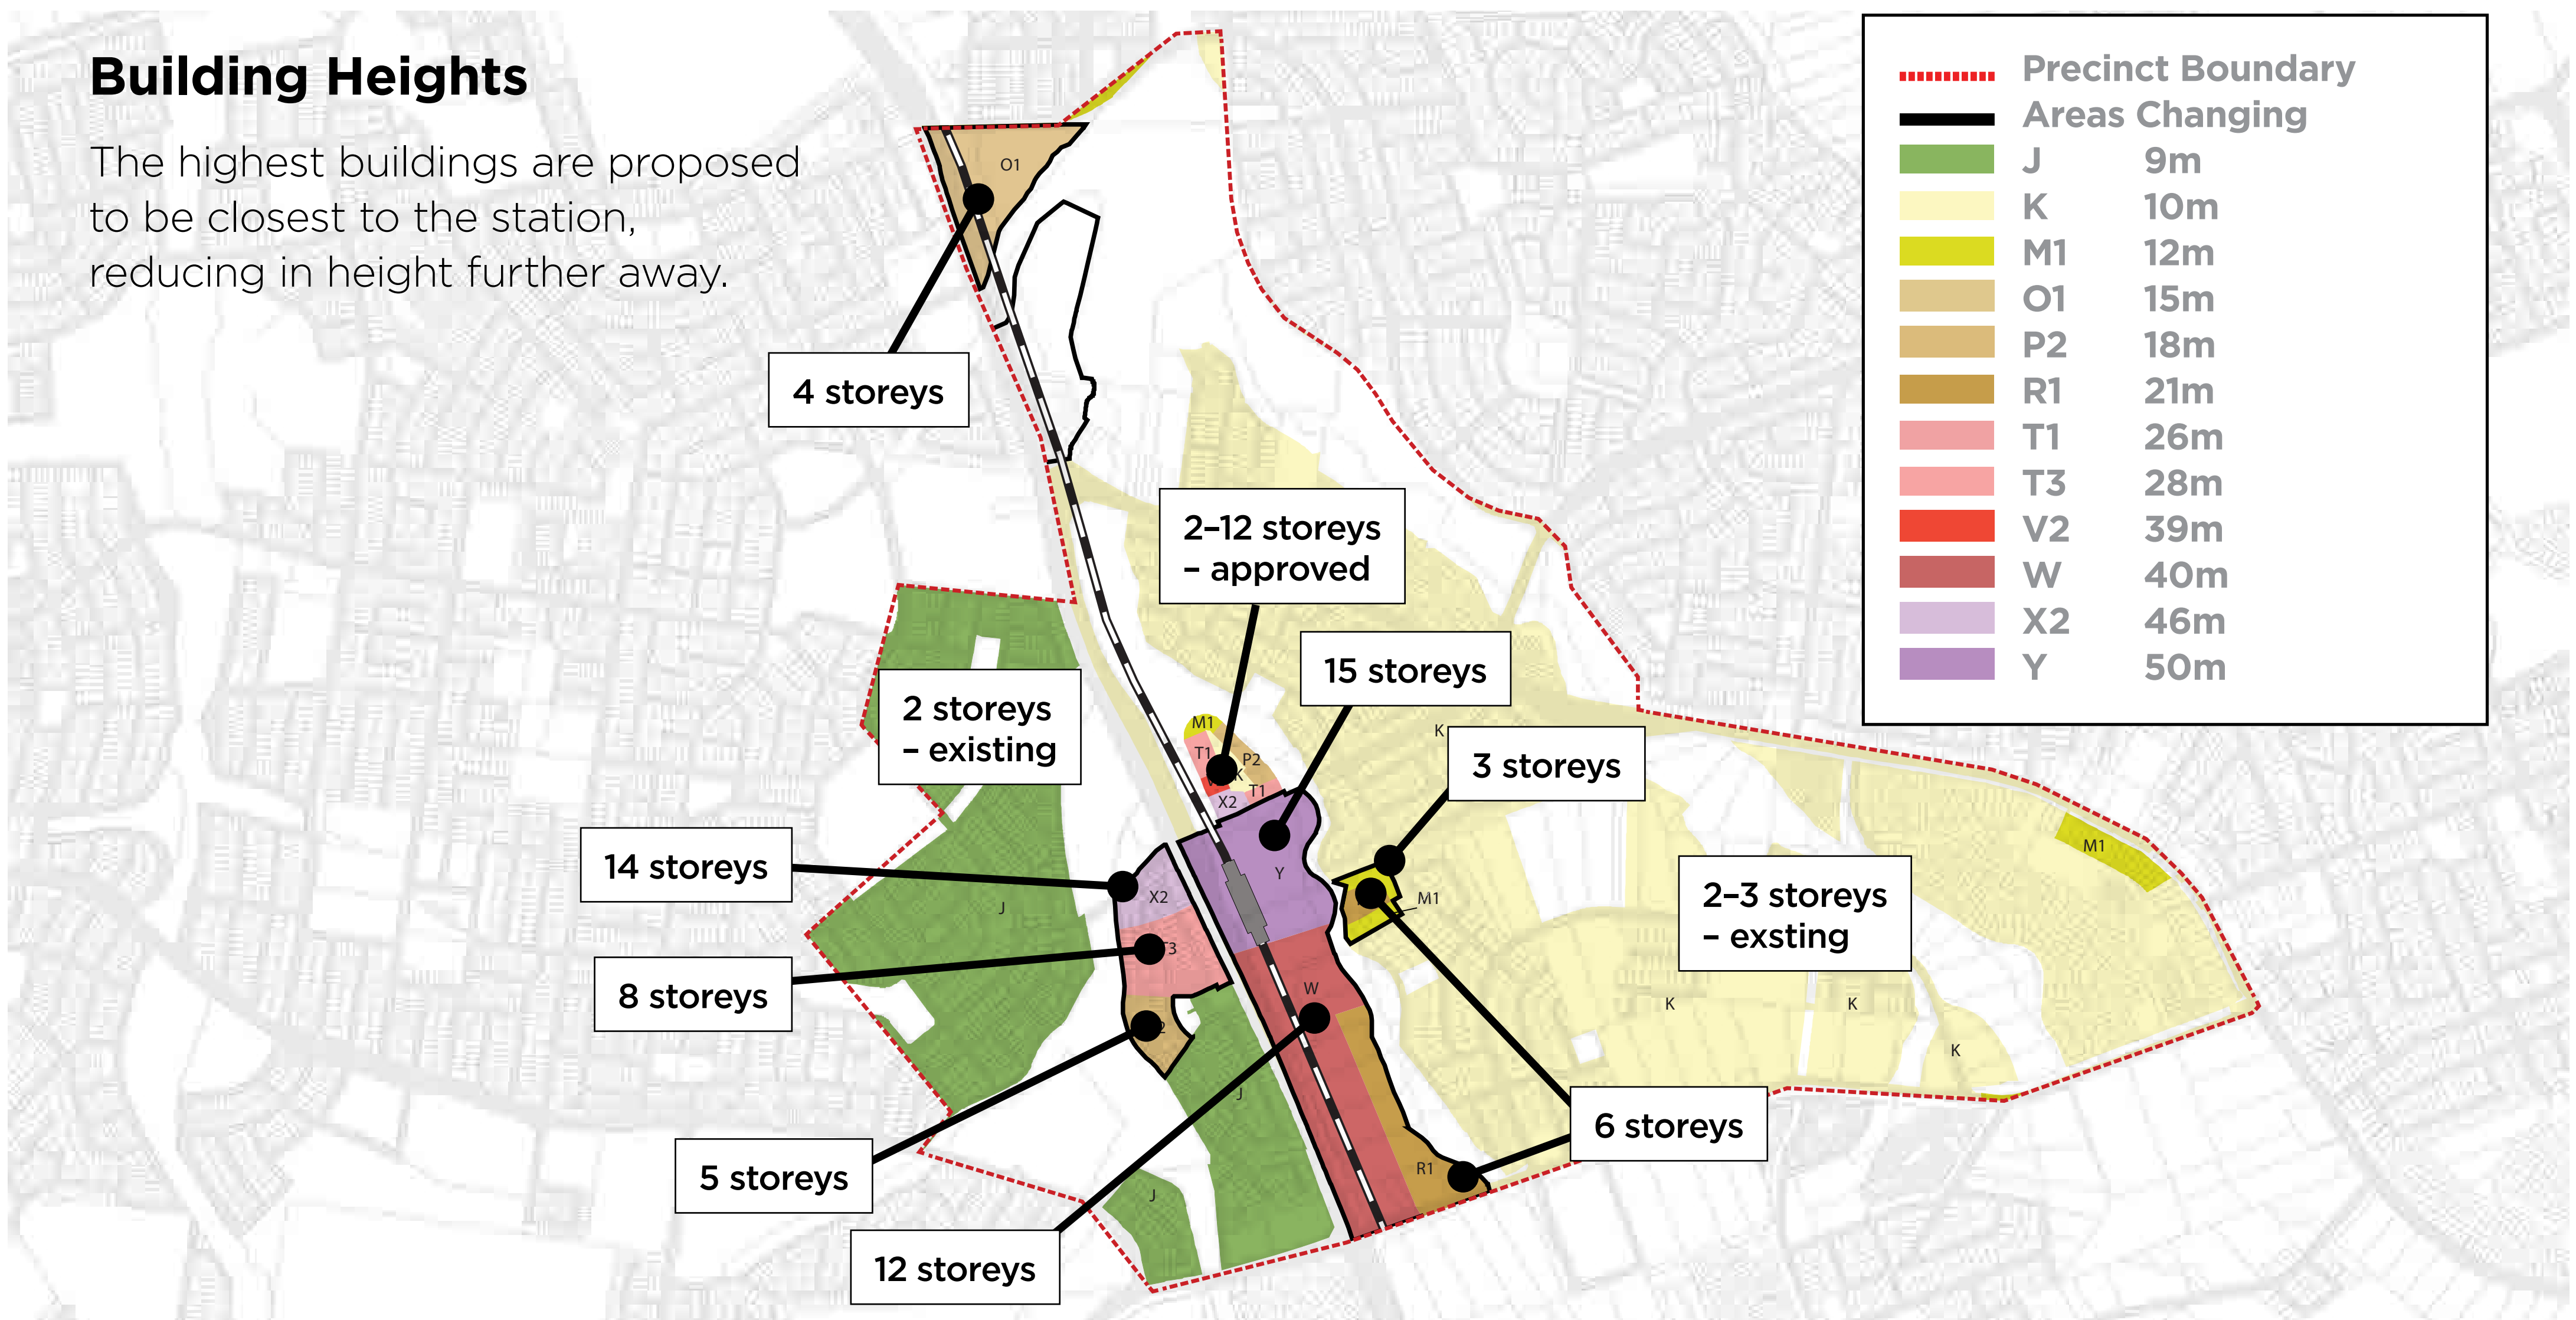 Building Heights
The highest buildings are proposed
to be closest to the station,
reducing in height further away.
Precinct Boundary
Areas Changing
J 9m
K 10m
M1 12m
O1 15m
P2 18m
R1 21m
T1 26m
T3 28m
V2 39m
W 40m
X2 46m
Y 50m
O1
4 storeys
2–12 storeys
– approved
15 storeys
2 storeys
– existing
M1
K
T1
P2
K
T1
X2
3 storeys
14 storeys
M1
2–3 storeys
– exsting
Y
X2
M1
J
3
8 storeys
W
K
K
2
K
J
5 storeys
6 storeys
R1
J
12 storeys